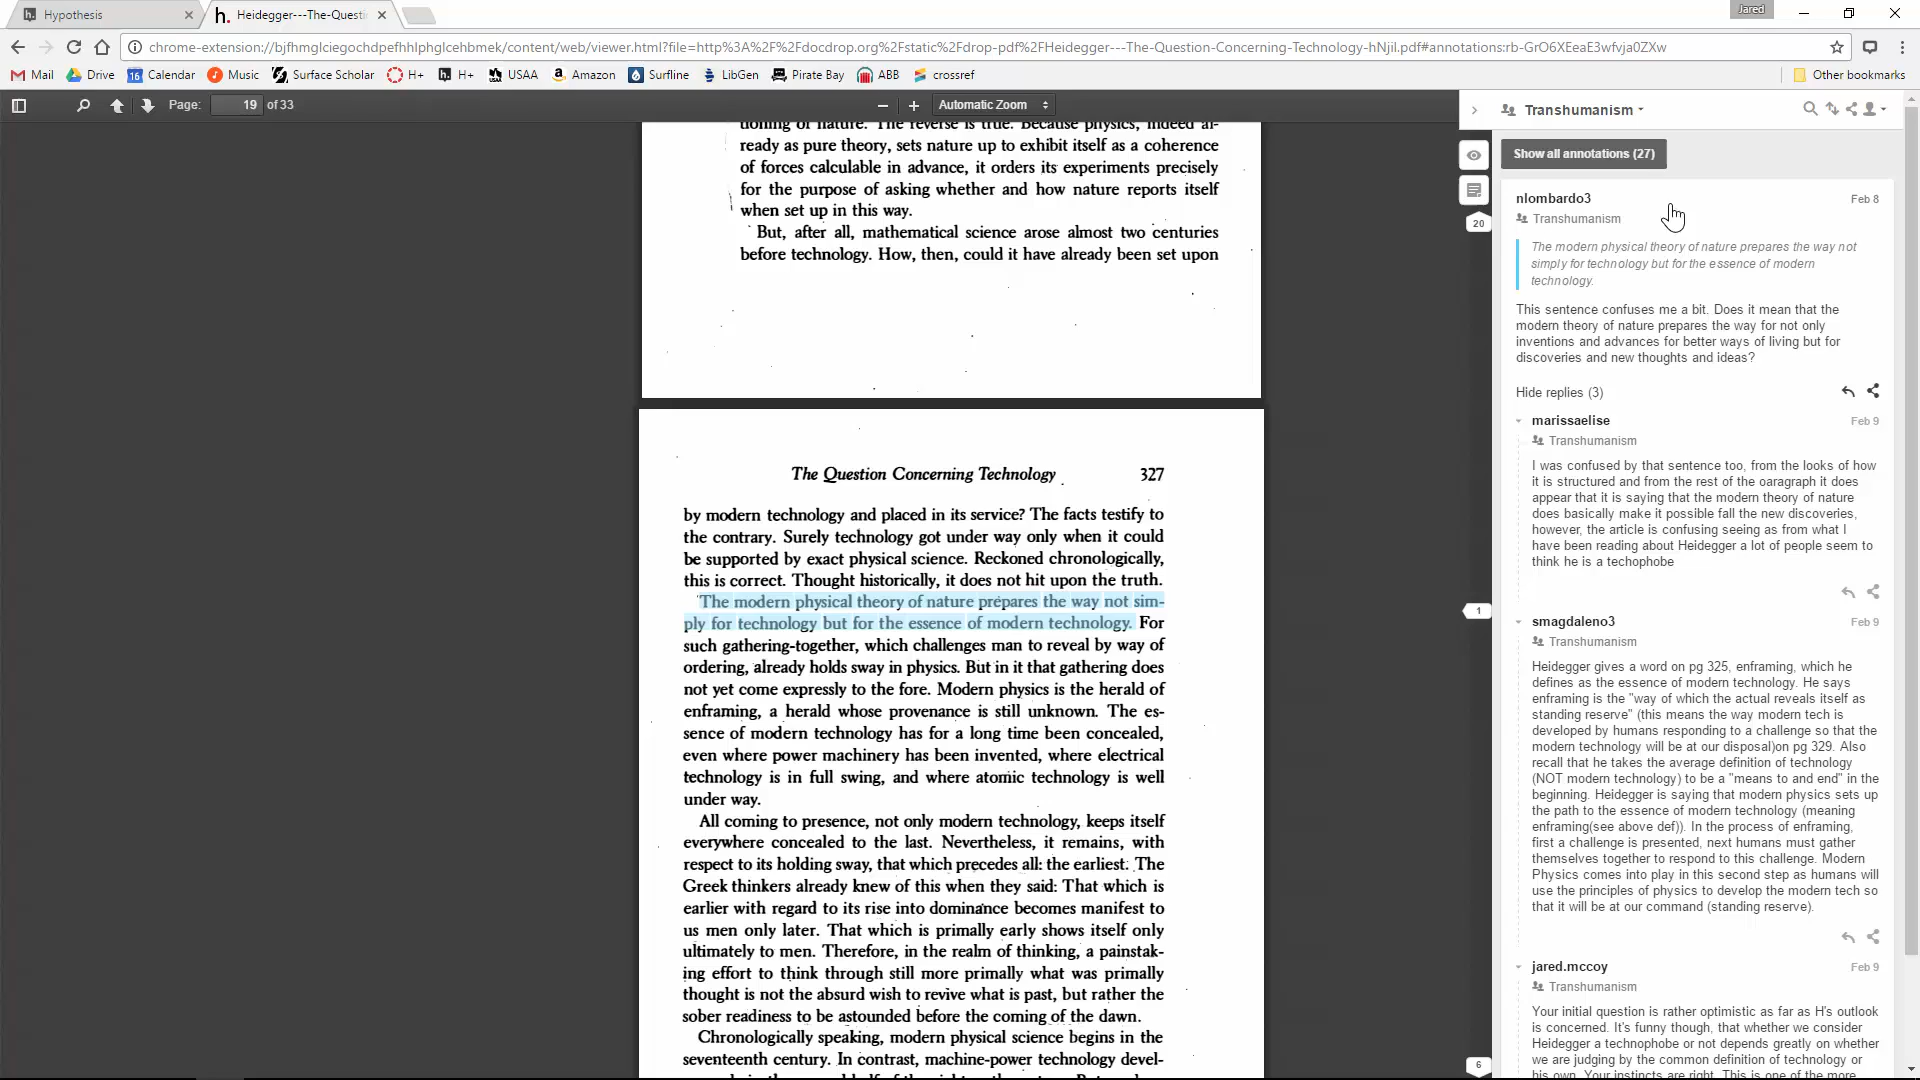 Hypothesis
Heidegger---The-Questi
Jared
chrome-extension://bjfhmglciegochdpefhhlphglcehbmek/content/web/viewer.html?file=http%3A%2F%2Fdocdrop.org%2Fstatic%2Fdrop-pdf%2FHeidegger---The-Question-Concerning-Technology-hNjil.pdf#annotations:rb-GrO6XEeaE3wfvja0ZXw
Mail Drive Calendar Music Surface Scholar H+ H+ USAA Amazon Surfline LibGen Pirate Bay ABB crossref Other bookmarks
Page: 19 of 33 Automatic Zoom
tioning of nature. The reverse is true. Because physics, indeed al-
ready as pure theory, sets nature up to exhibit itself as a coherence
of forces calculable in advance, it orders its experiments precisely
for the purpose of asking whether and how nature reports itself
when set up in this way.
But, after all, mathematical science arose almost two centuries
before technology. How, then, could it have already been set upon
The Question Concerning Technology 327
by modern technology and placed in its service? The facts testify to
the contrary. Surely technology got under way only when it could
be supported by exact physical science. Reckoned chronologically,
this is correct. Thought historically, it does not hit upon the truth.
The modern physical theory of nature prepares the way not sim-
ply for technology but for the essence of modern technology. For
such gathering-together, which challenges man to reveal by way of
ordering, already holds sway in physics. But in it that gathering does
not yet come expressly to the fore. Modern physics is the herald of
enframing, a herald whose provenance is still unknown. The es-
sence of modern technology has for a long time been concealed,
even where power machinery has been invented, where electrical
technology is in full swing, and where atomic technology is well
under way.
All coming to presence, not only modern technology, keeps itself
everywhere concealed to the last. Nevertheless, it remains, with
respect to its holding sway, that which precedes all: the earliest. The
Greek thinkers already knew of this when they said: That which is
earlier with regard to its rise into dominance becomes manifest to
us men only later. That which is primally early shows itself only
ultimately to men. Therefore, in the realm of thinking, a painstak-
ing effort to think through still more primally what was primally
thought is not the absurd wish to revive what is past, but rather the
sober readiness to be astounded before the coming of the dawn.
Chronologically speaking, modern physical science begins in the
seventeenth century. In contrast, machine-power technology devel-
20
1
6
Transhumanism
Show all annotations (27)
nlombardo3 Feb 8
Transhumanism
The modern physical theory of nature prepares the way not
simply for technology but for the essence of modern
technology.
This sentence confuses me a bit. Does it mean that the
modern theory of nature prepares the way for not only
inventions and advances for better ways of living but for
discoveries and new thoughts and ideas?
Hide replies (3)
marissaelise Feb 9
Transhumanism
I was confused by that sentence too, from the looks of how
it is structured and from the rest of the oaragraph it does
appear that it is saying that the modern theory of nature
does basically make it possible fall the new discoveries,
however, the article is confusing seeing as from what I
have been reading about Heidegger a lot of people seem to
think he is a techophobe
smagdaleno3 Feb 9
Transhumanism
Heidegger gives a word on pg 325, enframing, which he
defines as the essence of modern technology. He says
enframing is the "way of which the actual reveals itself as
standing reserve" (this means the way modern tech is
developed by humans responding to a challenge so that the
modern technology will be at our disposal)on pg 329. Also
recall that he takes the average definition of technology
(NOT modern technology) to be a "means to and end" in the
beginning. Heidegger is saying that modern physics sets up
the path to the essence of modern technology (meaning
enframing(see above def)). In the process of enframing,
first a challenge is presented, next humans must gather
themselves together to respond to this challenge. Modern
Physics comes into play in this second step as humans will
use the principles of physics to develop the modern tech so
that it will be at our command (standing reserve).
jared.mccoy Feb 9
Transhumanism
Your initial question is rather optimistic as far as H's outlook
is concerned. It's funny though, that whether we consider
Heidegger a technophobe or not depends greatly on whether
we are judging by the common definition of technology or
his own. Your instincts are right. This is one of the more